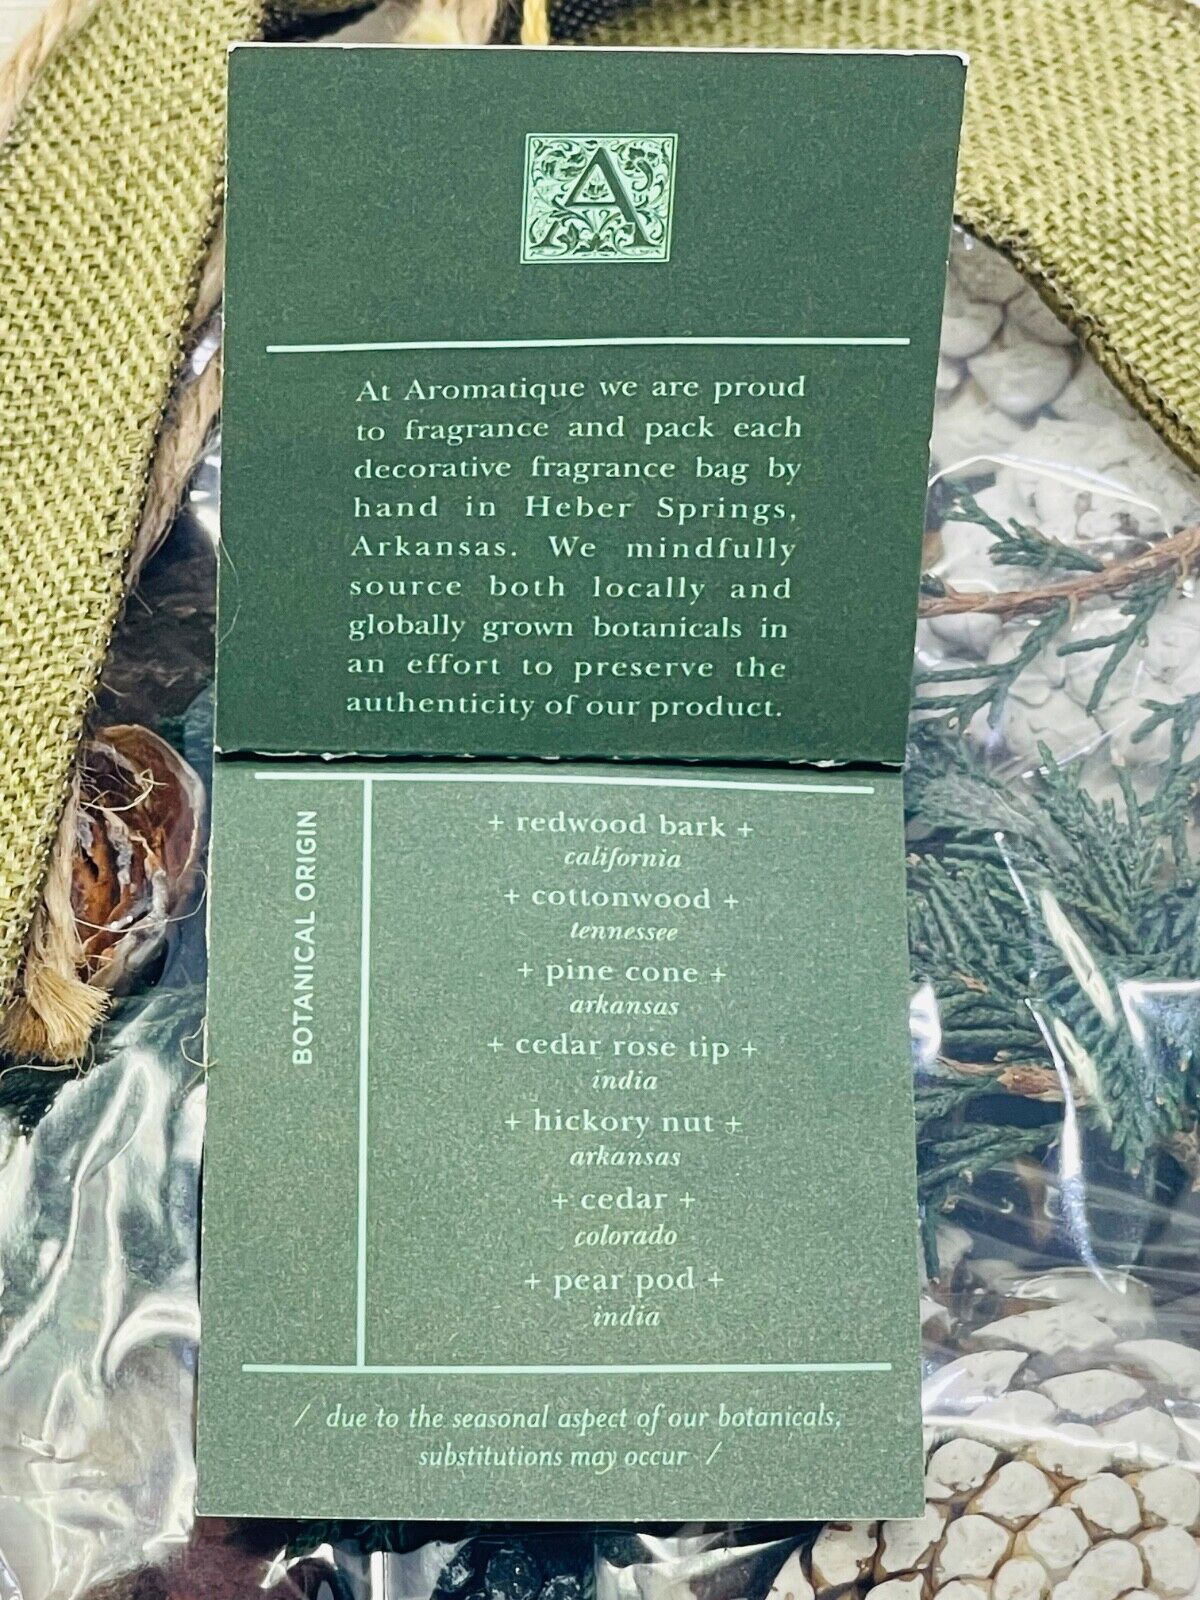 A
At Aromatique we are proud
to fragrance and pack each
decorative fragrance bag by
hand in Heber Springs,
Arkansas. We mindfully
source both locally and
globally grown botanicals in
an effort to preserve the
authenticity of our product.
BOTANICAL ORIGIN
+ redwood bark +
california
+ cottonwood +
tennessee
+ pine cone +
arkansas
+ cedar rose tip +
india
+ hickory nut +
arkansas
+ cedar +
colorado
+ pear pod +
india
/ due to the seasonal aspect of our botanicals,
substitutions may occur /